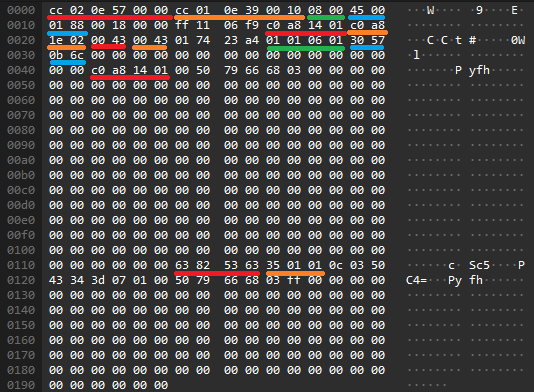 0000 cc 02 0e 57 00 00 cc 01 0e 39 00 10 08 00 45 00 ···W···· ·9····E·
0010 01 88 00 18 00 00 ff 11 06 f9 c0 a8 14 01 c0 a8 ········ ········
0020 1e 02 00 43 00 43 01 74 23 a4 01 01 06 01 30 57 ···C·C·t #·····0W
0030 0b 6c 00 00 00 00 00 00 00 00 00 00 00 00 00 00 ·l······ ········
0040 00 00 c0 a8 14 01 00 50 79 66 68 03 00 00 00 00 ·······P yfh·····
0050 00 00 00 00 00 00 00 00 00 00 00 00 00 00 00 00 ········ ········
0060 00 00 00 00 00 00 00 00 00 00 00 00 00 00 00 00 ········ ········
0070 00 00 00 00 00 00 00 00 00 00 00 00 00 00 00 00 ········ ········
0080 00 00 00 00 00 00 00 00 00 00 00 00 00 00 00 00 ········ ········
0090 00 00 00 00 00 00 00 00 00 00 00 00 00 00 00 00 ········ ········
00a0 00 00 00 00 00 00 00 00 00 00 00 00 00 00 00 00 ········ ········
00b0 00 00 00 00 00 00 00 00 00 00 00 00 00 00 00 00 ········ ········
00c0 00 00 00 00 00 00 00 00 00 00 00 00 00 00 00 00 ········ ········
00d0 00 00 00 00 00 00 00 00 00 00 00 00 00 00 00 00 ········ ········
00e0 00 00 00 00 00 00 00 00 00 00 00 00 00 00 00 00 ········ ········
00f0 00 00 00 00 00 00 00 00 00 00 00 00 00 00 00 00 ········ ········
0100 00 00 00 00 00 00 00 00 00 00 00 00 00 00 00 00 ········ ········
0110 00 00 00 00 00 00 63 82 53 63 35 01 01 0c 03 50 ······c· Sc5····P
0120 43 34 3d 07 01 00 50 79 66 68 03 ff 00 00 00 00 C4=···Py fh······
0130 00 00 00 00 00 00 00 00 00 00 00 00 00 00 00 00 ········ ········
0140 00 00 00 00 00 00 00 00 00 00 00 00 00 00 00 00 ········ ········
0150 00 00 00 00 00 00 00 00 00 00 00 00 00 00 00 00 ········ ········
0160 00 00 00 00 00 00 00 00 00 00 00 00 00 00 00 00 ········ ········
0170 00 00 00 00 00 00 00 00 00 00 00 00 00 00 00 00 ········ ········
0180 00 00 00 00 00 00 00 00 00 00 00 00 00 00 00 00 ········ ········
0190 00 00 00 00 00 00 ······